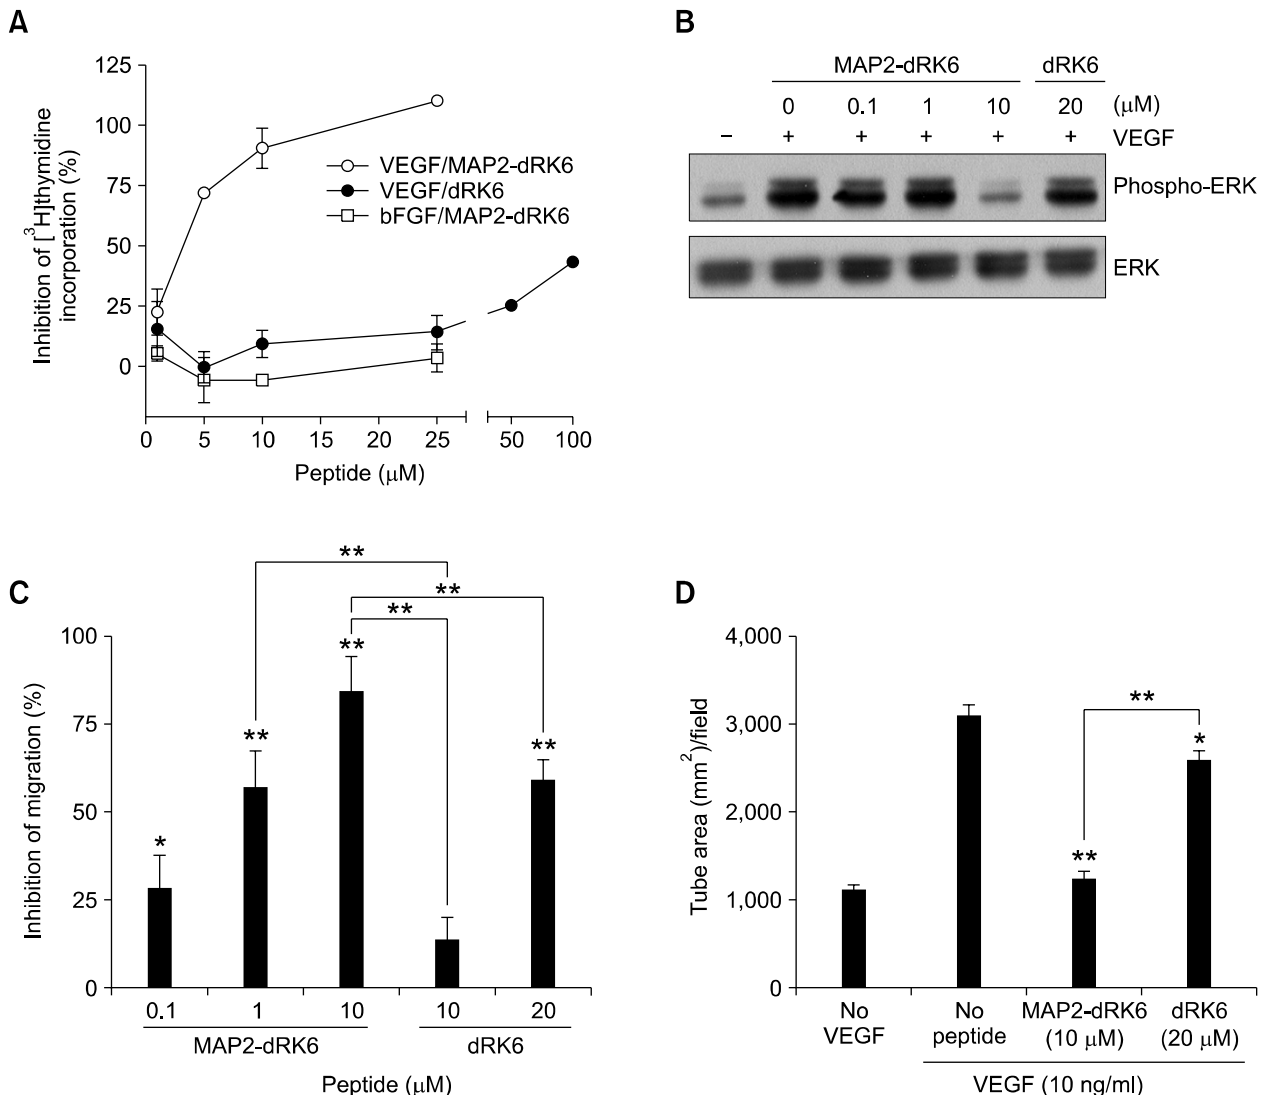 A
125
100
75
50
25
0
Inhibition of [³H]thymidine
incorporation (%)
VEGF/MAP2-dRK6
VEGF/dRK6
bFGF/MAP2-dRK6
0 5 10 15 20 25 50 100
Peptide (μM)
B
MAP2-dRK6 dRK6
0 0.1 1 10 20 (μM)
− + + + + + VEGF
Phospho-ERK
ERK
C
**
**
**
**
**
**
*
100
75
50
25
0
Inhibition of migration (%)
0.1 1 10 10 20
MAP2-dRK6 dRK6
Peptide (μM)
D
4,000
3,000
2,000
1,000
0
Tube area (mm²)/field
**
*
**
No VEGF
No peptide
MAP2-dRK6 (10 μM)
dRK6 (20 μM)
VEGF (10 ng/ml)